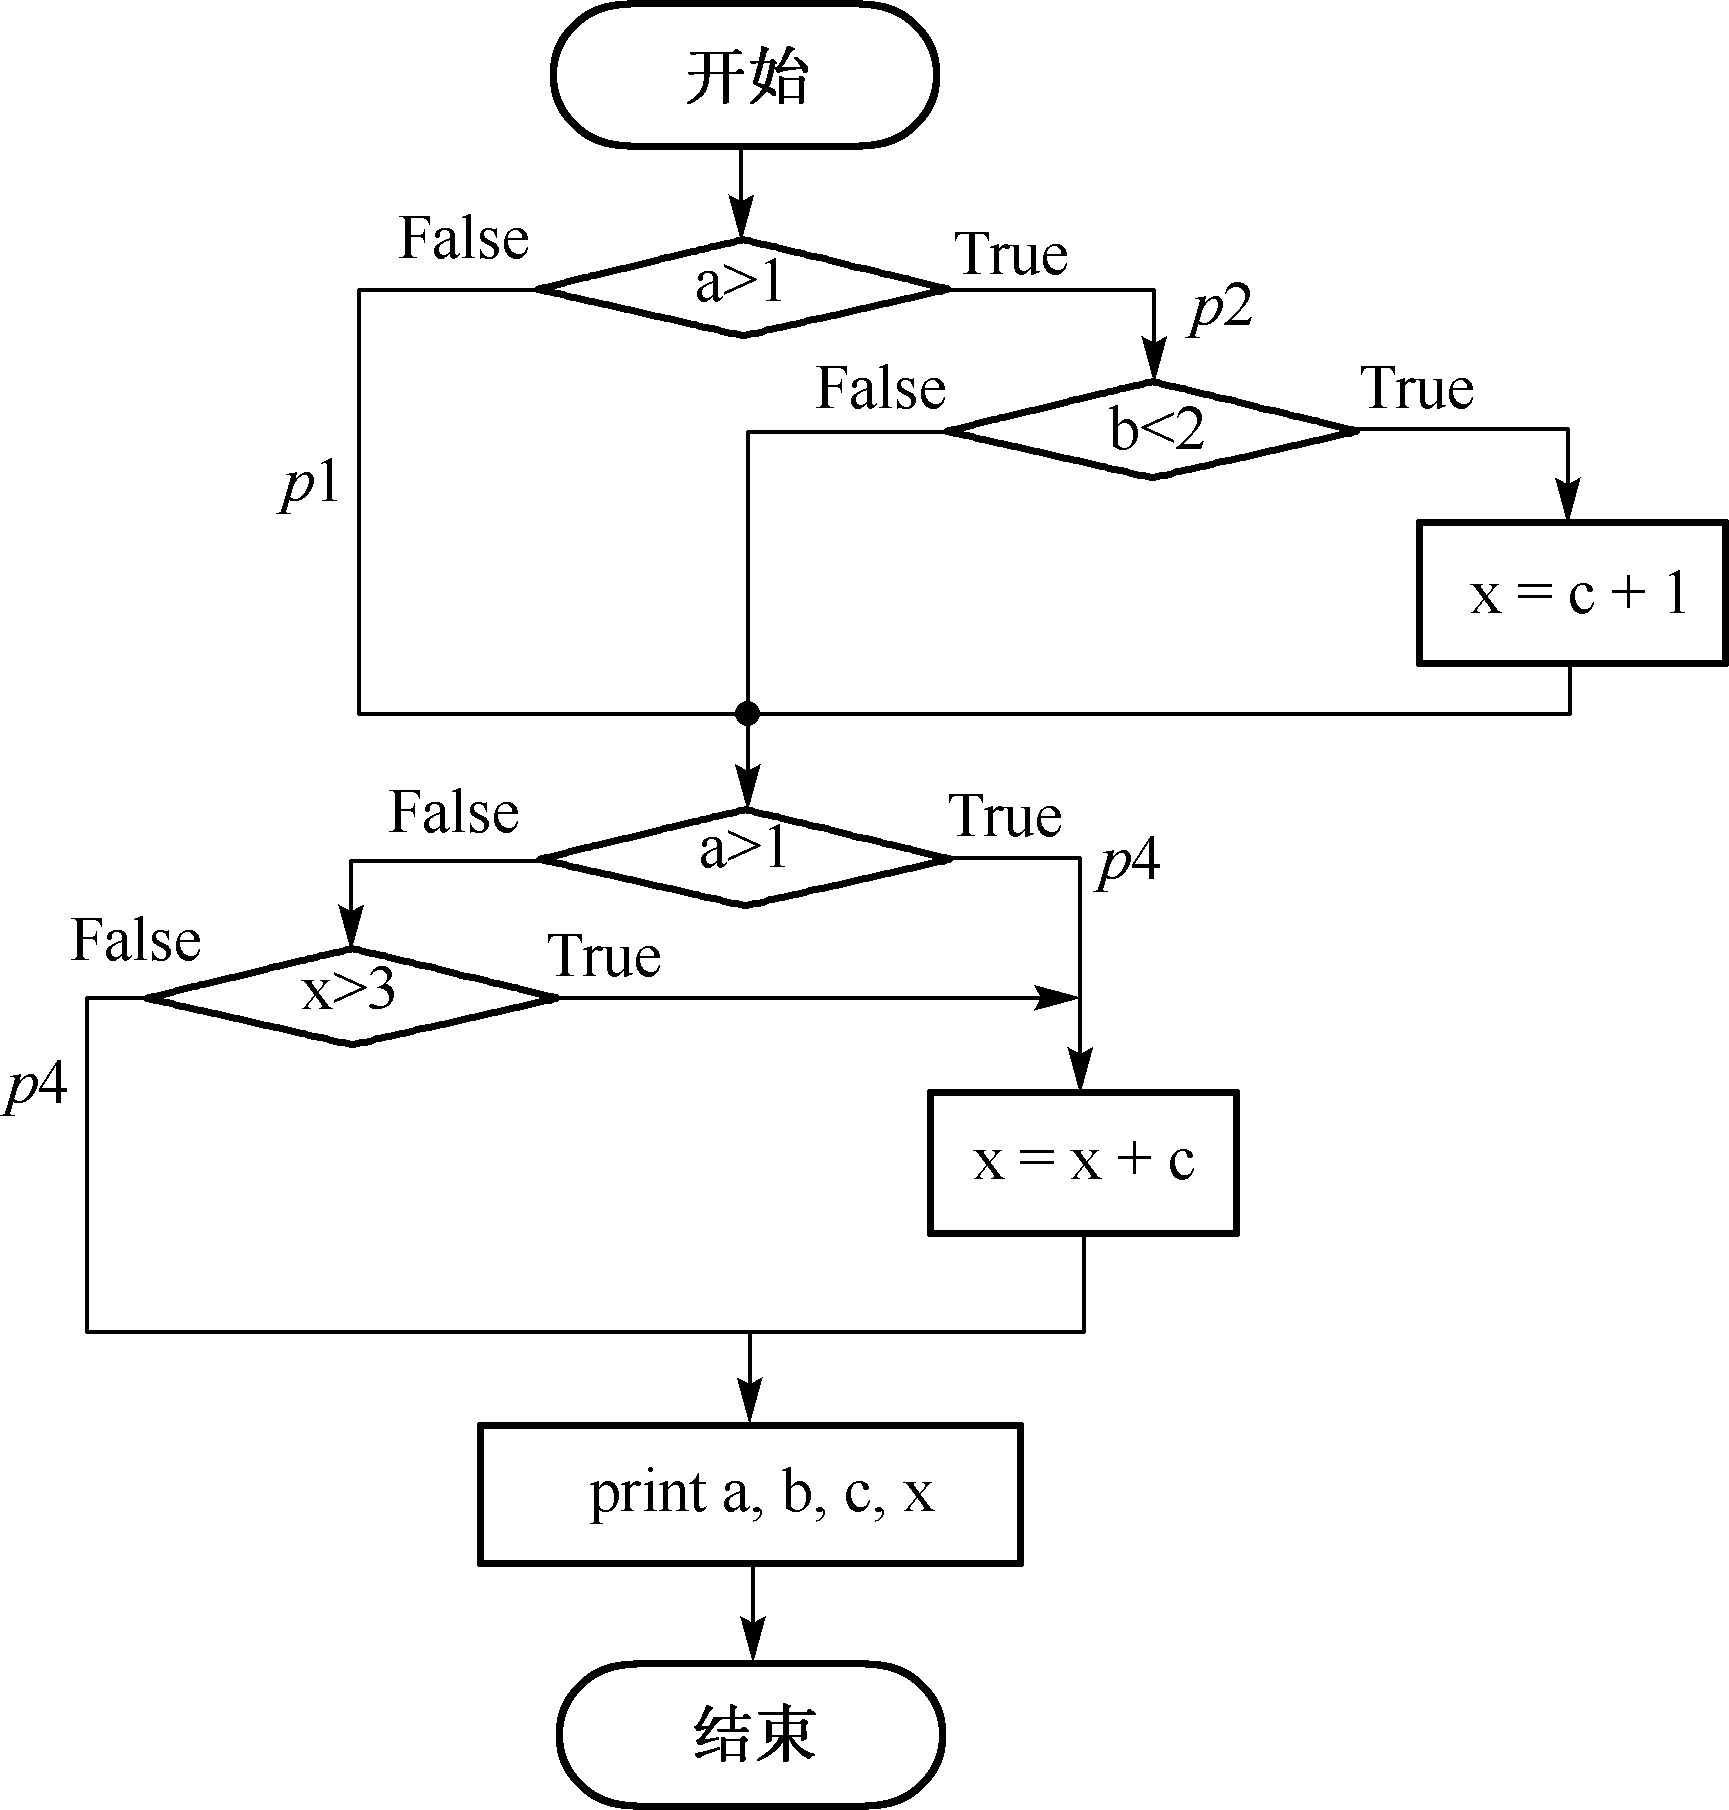 开始
False
a>1
True
p2
False
b<2
True
p1
x = c + 1
False
a>1
True
p4
False
x>3
True
p4
x = x + c
print a, b, c, x
结束